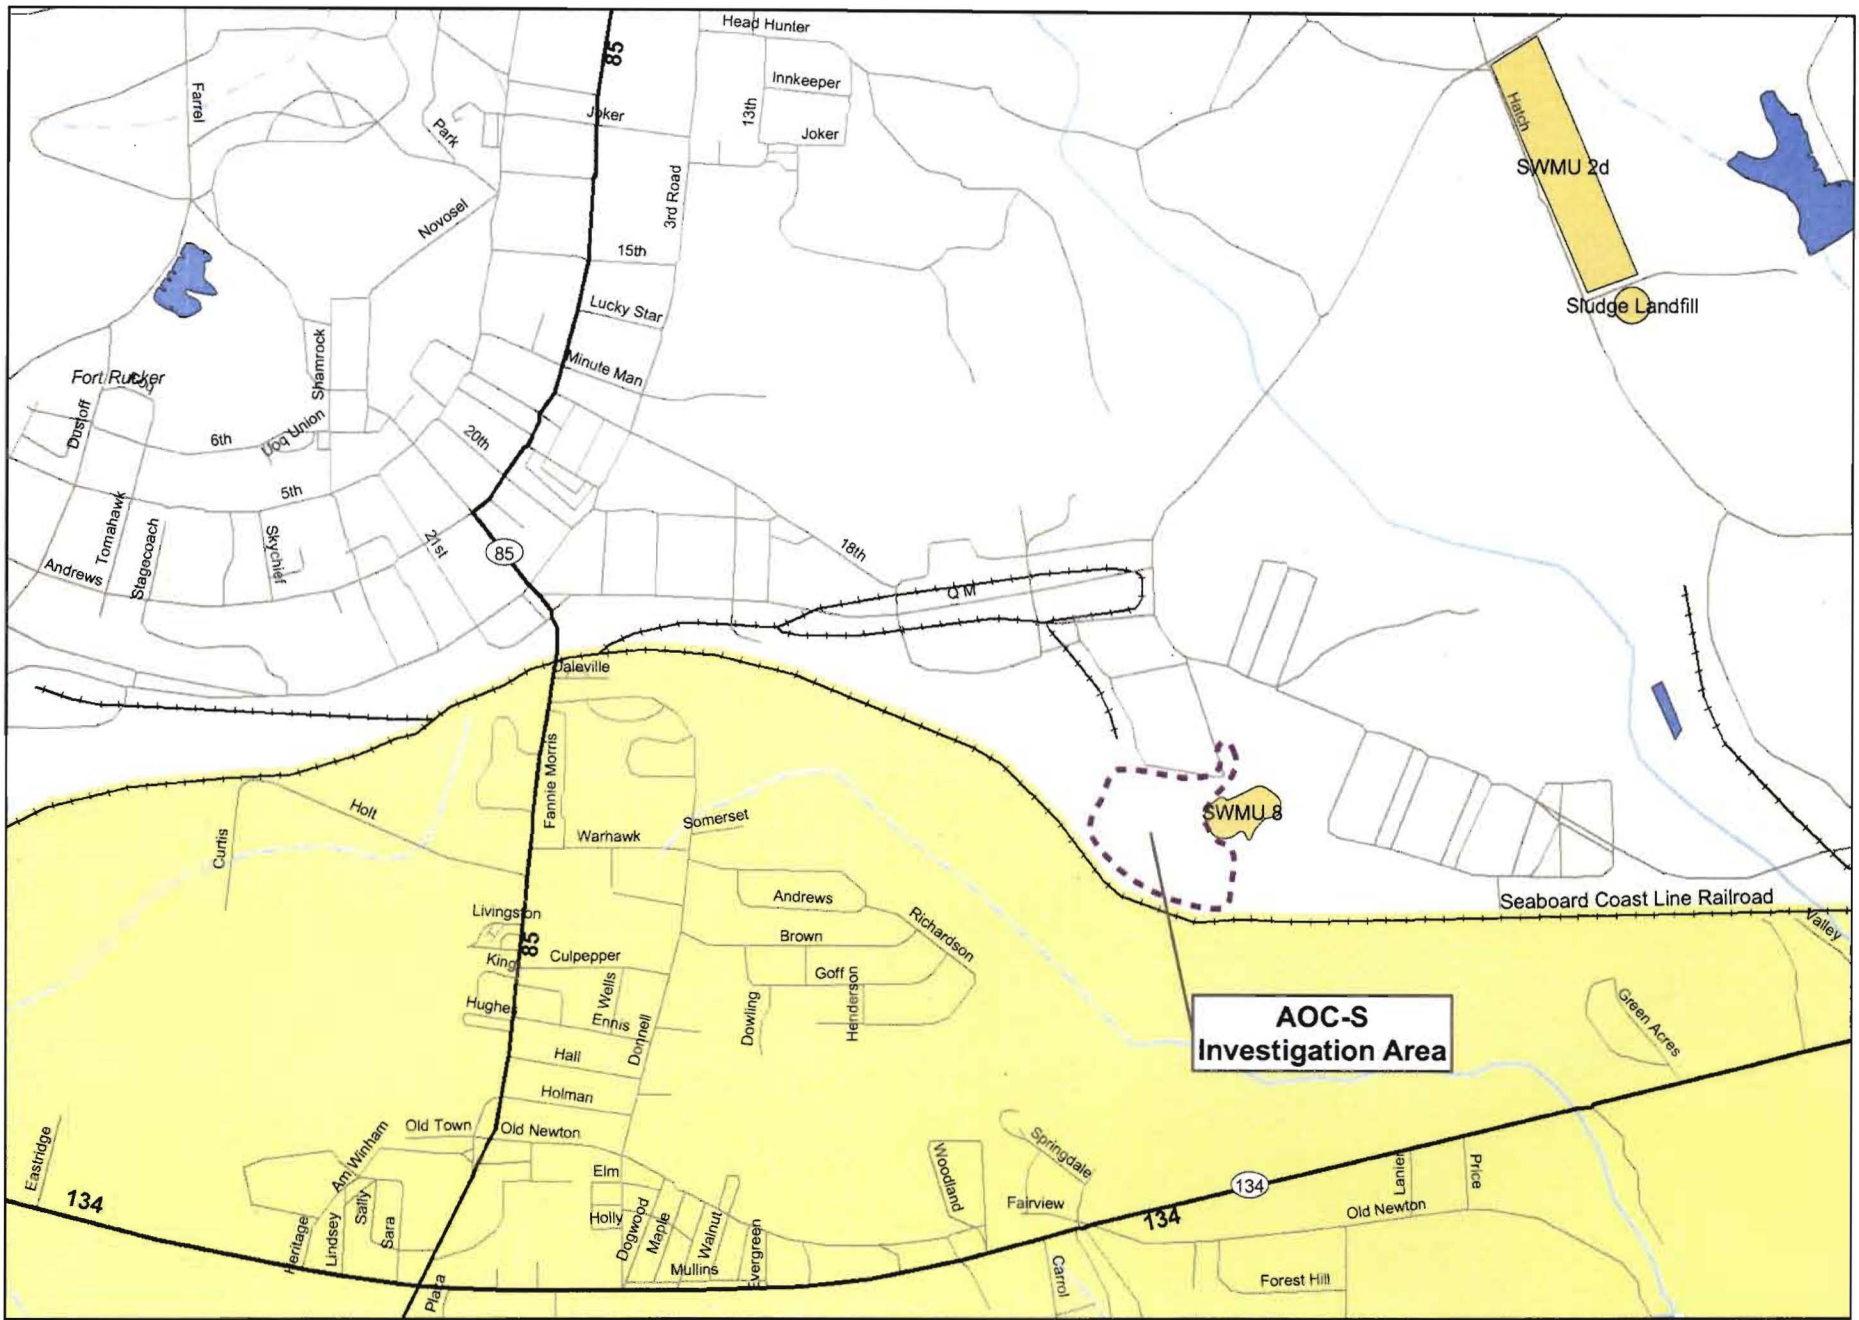 Head Hunter
85
Innkeeper
Farrel
Hatch
13th
Joker
Park
Joker
SWMU 2d
3rd Road
Novosel
15th
Sludge Landfill
Lucky Star
Shamrock
Minute Man
Fort Rucker
Dustoff
6th
Uoq Union
20th
5th
Tomahawk
Stagecoach
Skychief
21st
85
18th
Andrews
Q M
Daleville
Fannie Morris
Holt
SWMU 8
Somerset
Curtis
Warhawk
Andrews
Seaboard Coast Line Railroad
Livingston
Richardson
Valley
85
Brown
King
Culpepper
Goff
Wells
Henderson
Hughes
Dowling
Ennis
Donnell
Green Acres
AOC-S
Investigation Area
Hall
Holman
Old Town
Old Newton
Eastridge
Am Winham
Springdale
Elm
Woodland
Lanier
Price
134
134
Sally
Fairview
Holly
Dogwood
Maple
Walnut
Old Newton
134
Heritage
Lindsey
Sara
Evergreen
Mullins
Carrol
Forest Hill
Plaza